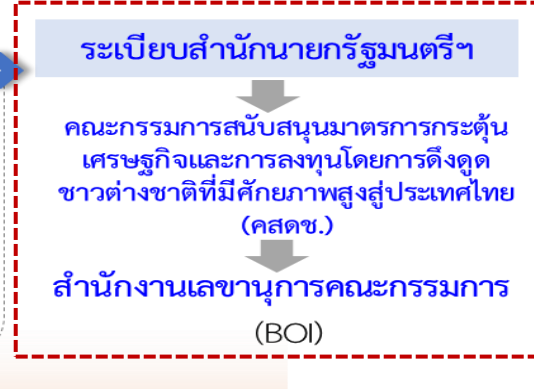 ระเบียบสำนักนายกรัฐมนตรีฯ
คณะกรรมการสนับสนุนมาตรการกระตุ้น
เศรษฐกิจและการลงทุนโดยการดึงดูด
ชาวต่างชาติที่มีศักยภาพสูงสู่ประเทศไทย
(คสดช.)
สำนักงานเลขานุการคณะกรรมการ
(BOI)